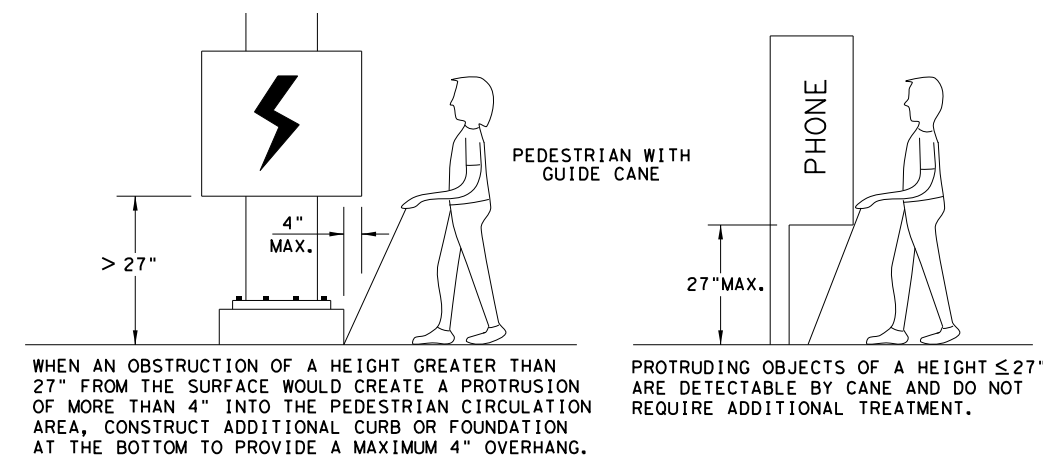 PHONE
PEDESTRIAN WITH
GUIDE CANE
4"
MAX.
> 27"
27"MAX.
WHEN AN OBSTRUCTION OF A HEIGHT GREATER THAN
27" FROM THE SURFACE WOULD CREATE A PROTRUSION
OF MORE THAN 4" INTO THE PEDESTRIAN CIRCULATION
AREA, CONSTRUCT ADDITIONAL CURB OR FOUNDATION
AT THE BOTTOM TO PROVIDE A MAXIMUM 4" OVERHANG.
PROTRUDING OBJECTS OF A HEIGHT ≤27"
ARE DETECTABLE BY CANE AND DO NOT
REQUIRE ADDITIONAL TREATMENT.